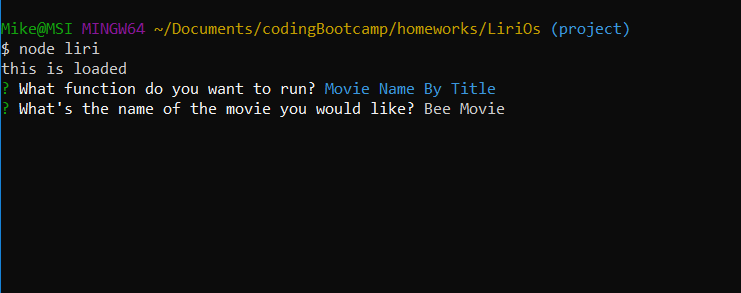 Mike@MSI MINGW64 ~/Documents/codingBootcamp/homeworks/LiriOs (project)
$ node liri
this is loaded
? What function do you want to run? Movie Name By Title
? What's the name of the movie you would like? Bee Movie